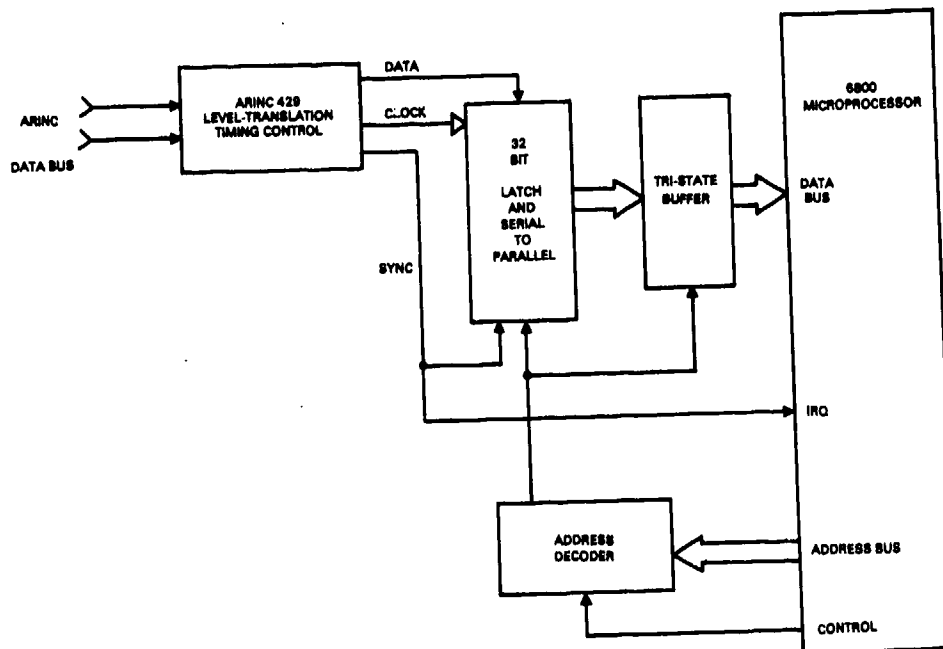 DATA
6800
MICROPROCESSOR
ARINC 429
LEVEL-TRANSLATION
TIMING CONTROL
CLOCK
ARINC
DATA BUS
32
BIT
LATCH
AND
SERIAL
TO
PARALLEL
TRI-STATE
BUFFER
DATA
BUS
SYNC
IRQ
ADDRESS
DECODER
ADDRESS BUS
CONTROL